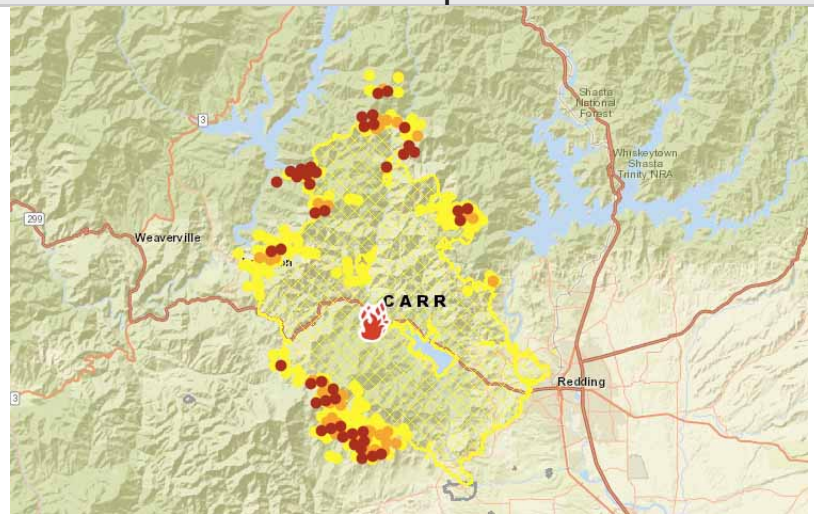 Shasta
National
Forest
3
Whiskeytown
Shasta
Trinity NRA
299
Weaverville
CARR
Redding
3